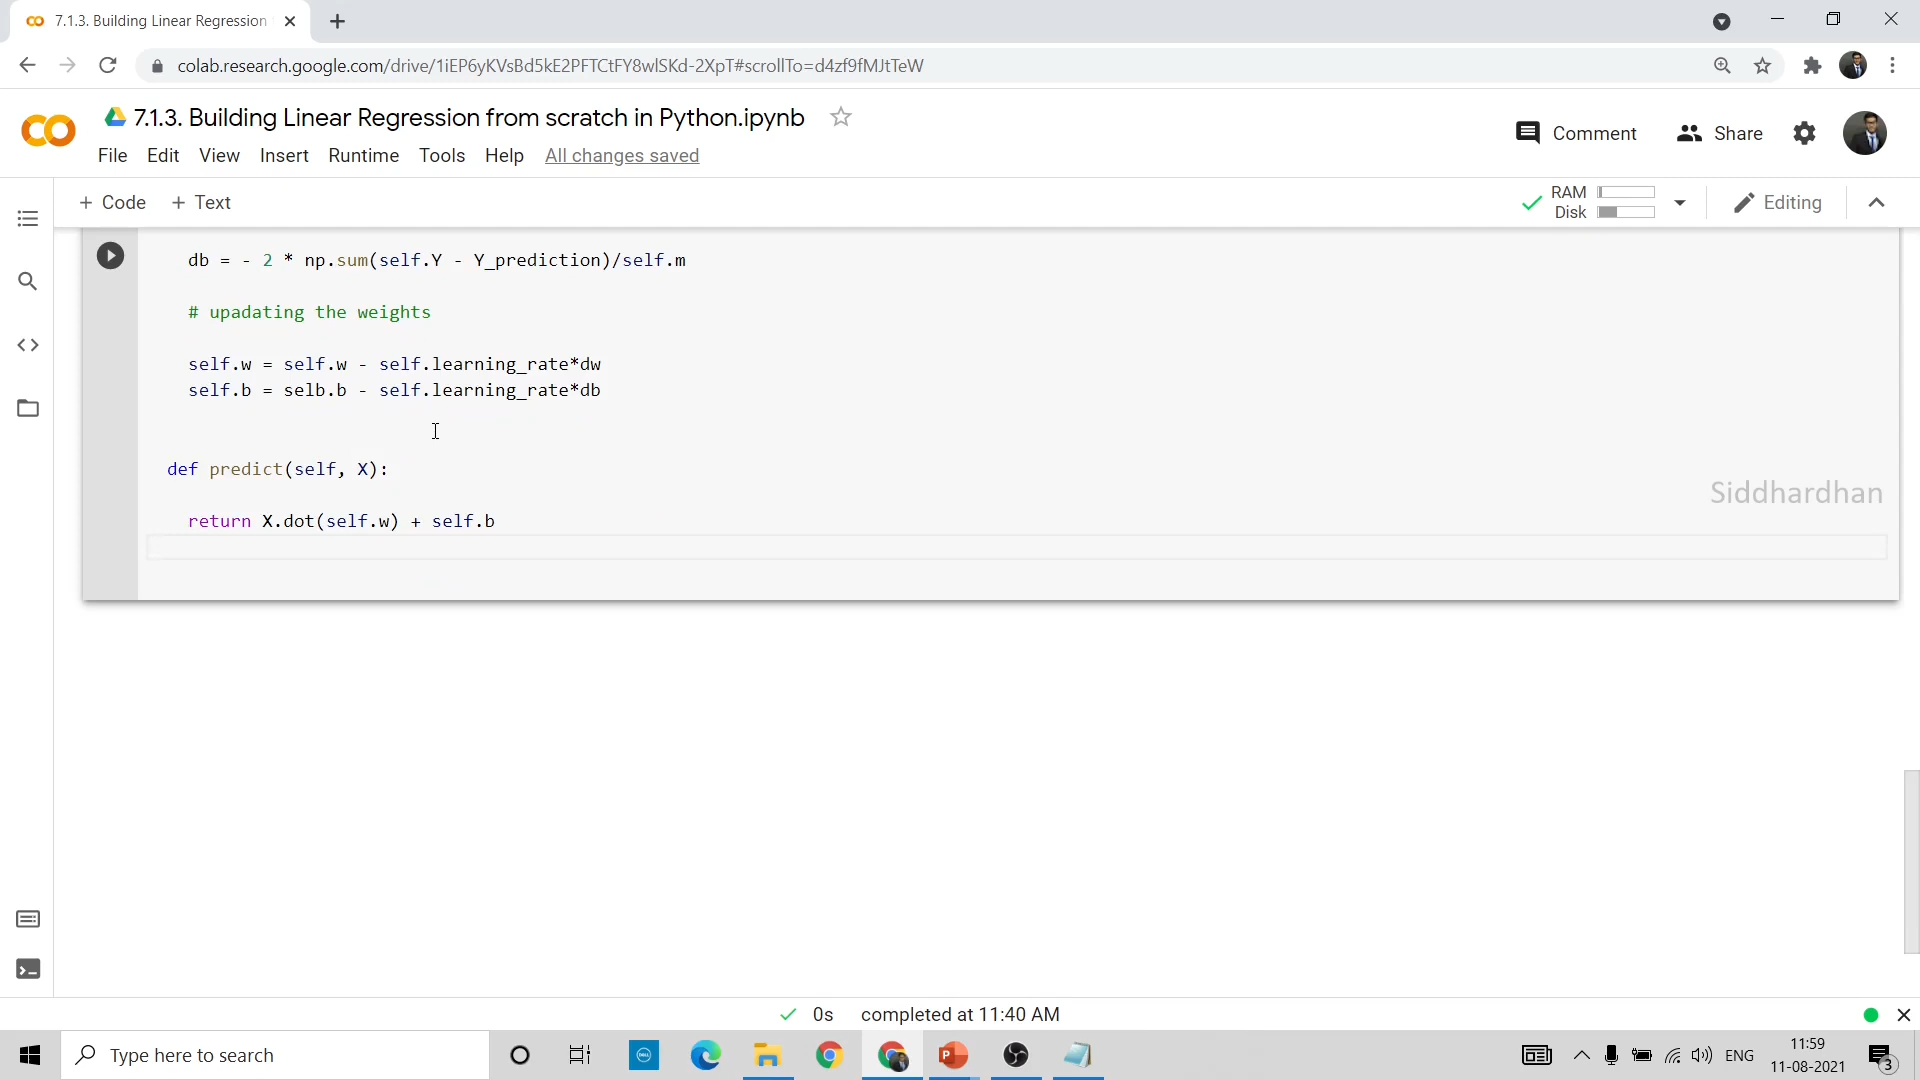 7.1.3. Building Linear Regression
colab.research.google.com/drive/1iEP6yKVsBd5kE2PFTCtFY8wlSKd-2XpT#scrollTo=d4zf9fMJtTeW
7.1.3. Building Linear Regression from scratch in Python.ipynb
Comment
Share
File Edit View Insert Runtime Tools Help All changes saved
+ Code + Text
RAM
Disk
Editing
db = - 2 * np.sum(self.Y - Y_prediction)/self.m
# upadating the weights
self.w = self.w - self.learning_rate*dw
self.b = selb.b - self.learning_rate*db
def predict(self, X):
Siddhardhan
return X.dot(self.w) + self.b
0s completed at 11:40 AM
Type here to search
DELL
ENG
11:59
11-08-2021
3